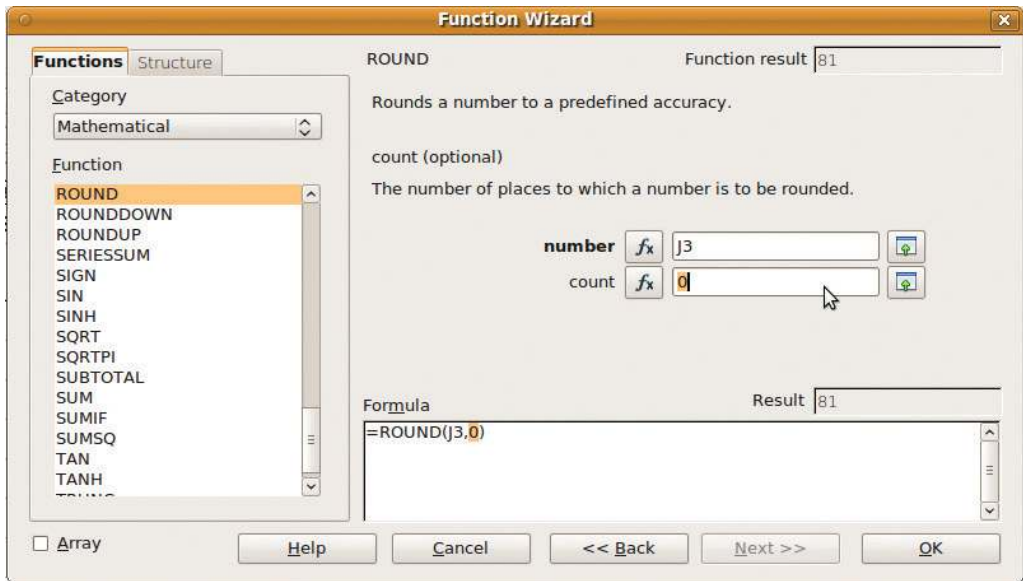 Function Wizard
Functions Structure
Category
Mathematical
Function
ROUND
ROUNDDOWN
ROUNDUP
SERIESSUM
SIGN
SIN
SINH
SQRT
SQRTPI
SUBTOTAL
SUM
SUMIF
SUMSQ
TAN
TANH
Array
ROUND Function result 81
Rounds a number to a predefined accuracy.
count (optional)
The number of places to which a number is to be rounded.
number fx J3
count fx 0
Formula Result 81
=ROUND(J3,0)
Help Cancel << Back Next >> OK